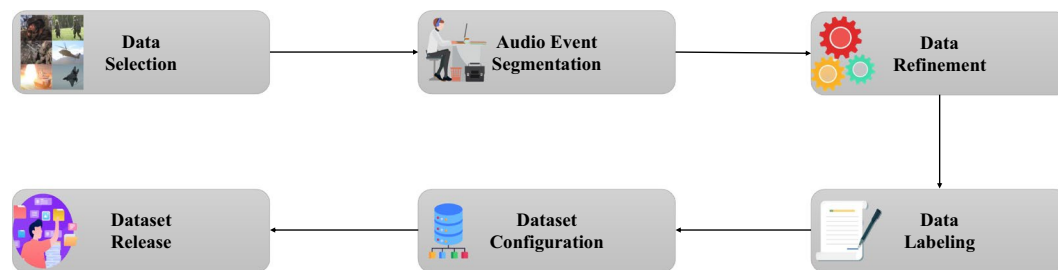 Data
Selection
Audio Event
Segmentation
Data
Refinement
Data
Labeling
Dataset
Configuration
Dataset
Release